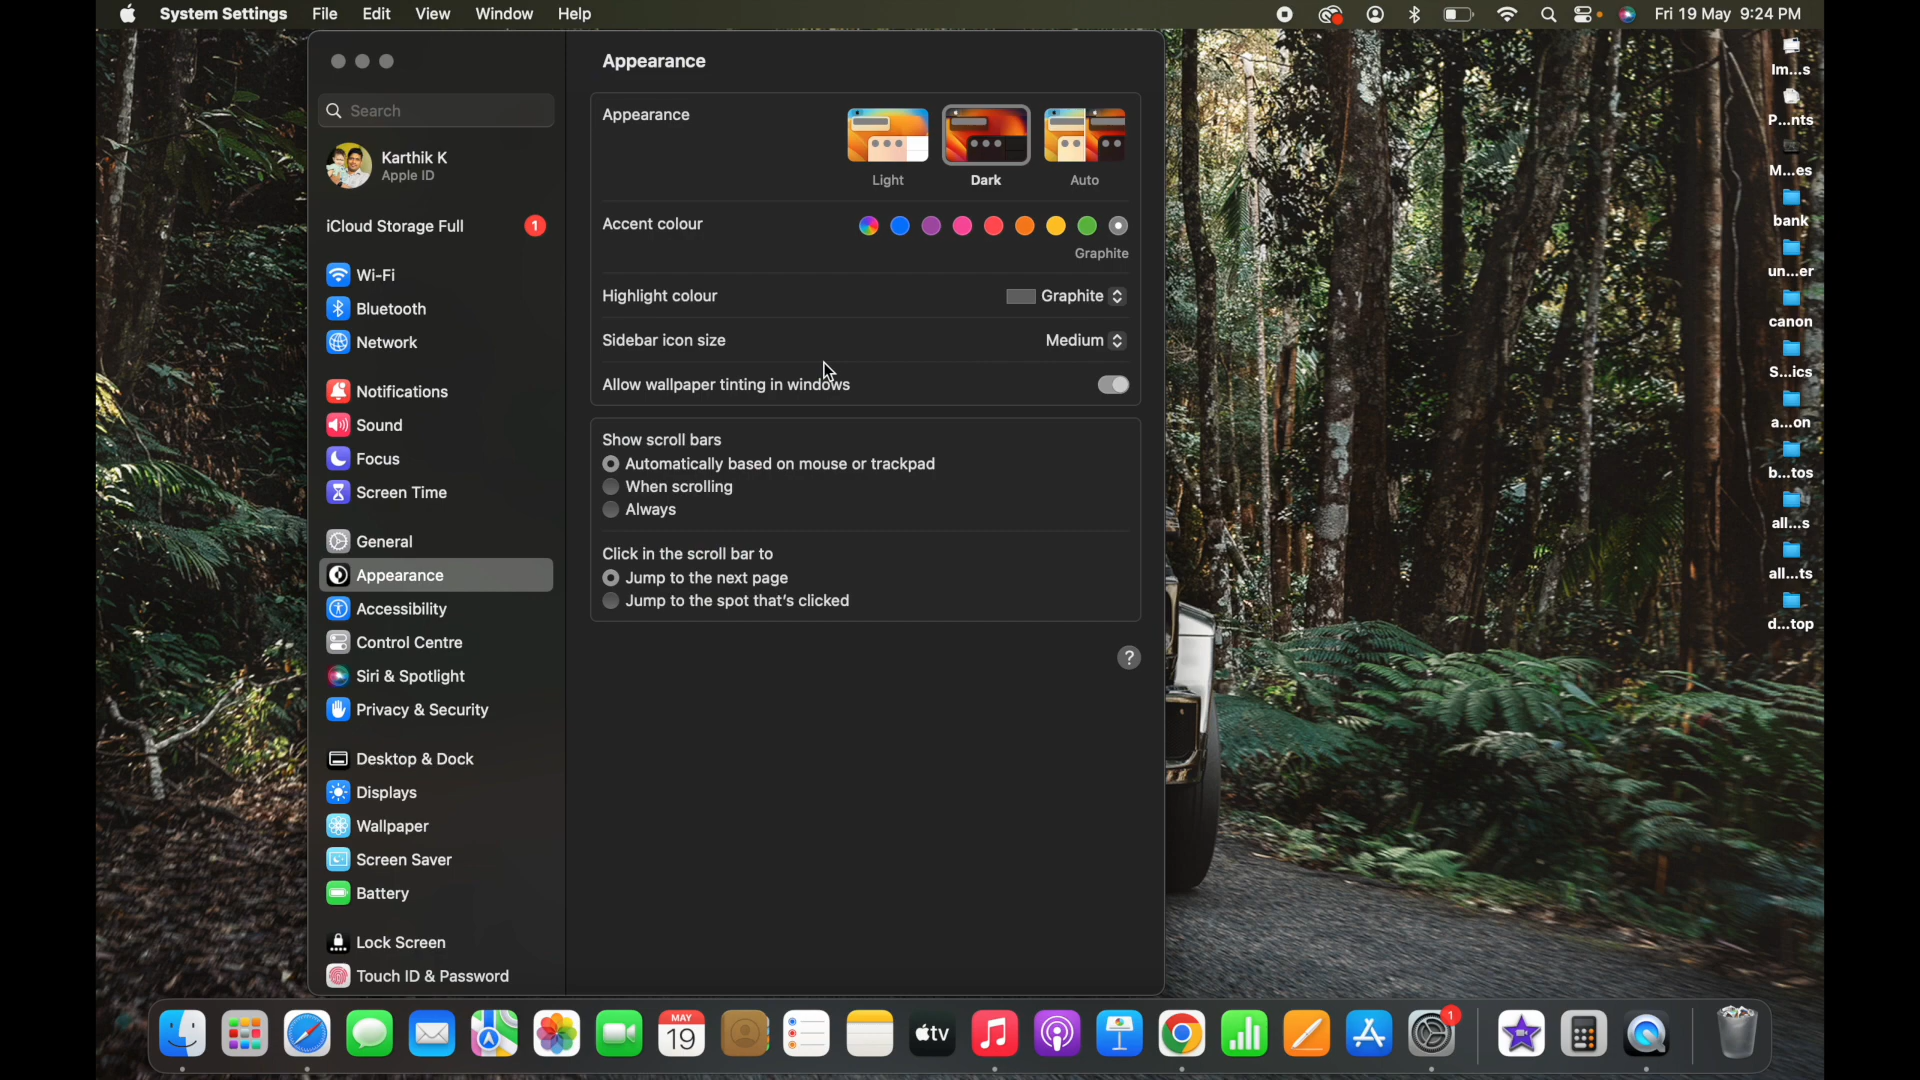 System Settings File Edit View Window Help
Fri 19 May 9:24 PM
Search
Karthik K
Apple ID
iCloud Storage Full 1
Wi-Fi
Bluetooth
Network
Notifications
Sound
Focus
Screen Time
General
Appearance
Accessibility
Control Centre
Siri & Spotlight
Privacy & Security
Desktop & Dock
Displays
Wallpaper
Screen Saver
Battery
Lock Screen
Touch ID & Password
Appearance
Appearance
Light Dark Auto
Accent colour
Graphite
Highlight colour Graphite
Sidebar icon size Medium
Allow wallpaper tinting in windows
Show scroll bars
Automatically based on mouse or trackpad
When scrolling
Always
Click in the scroll bar to
Jump to the next page
Jump to the spot that's clicked
?
Im...s
P...nts
M...es
bank
un...er
canon
S...ics
a...on
b...tos
all...s
all...ts
d...top
MAY
19
tv
1